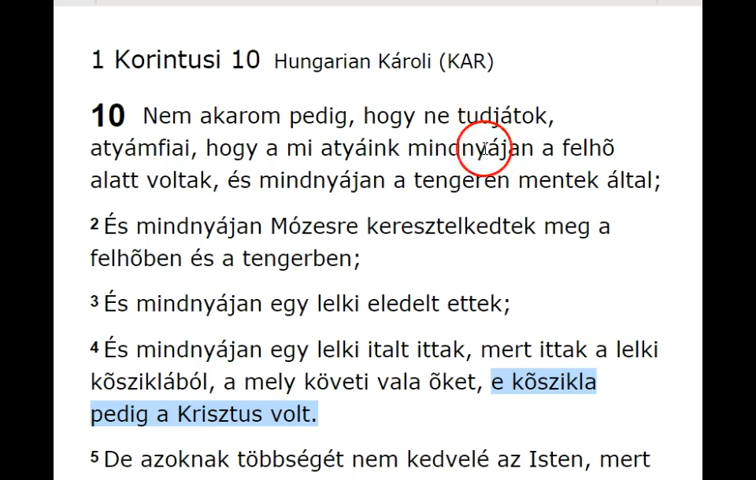 1 Korintusi 10 Hungarian Károli (KAR)
10 Nem akarom pedig, hogy ne tudjátok,
atyámfiai, hogy a mi atyáink mindnyájan a felhõ
alatt voltak, és mindnyájan a tengeren mentek által;
2 És mindnyájan Mózesre keresztelkedtek meg a
felhõben és a tengerben;
3 És mindnyájan egy lelki eledelt ettek;
4 És mindnyájan egy lelki italt ittak, mert ittak a lelki
kõsziklából, a mely követi vala õket, e kõszikla
pedig a Krisztus volt.
5 De azoknak többségét nem kedvelé az Isten, mert